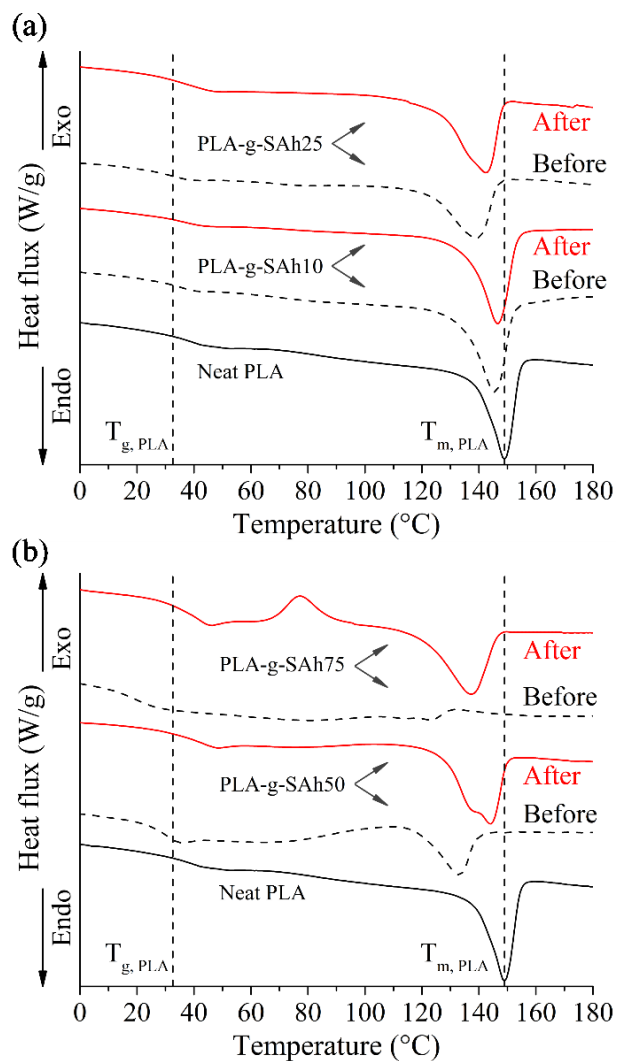 (a)
Exo
Heat flux (W/g)
Endo
PLA-g-SAh25
After
Before
PLA-g-SAh10
After
Before
Neat PLA
Tg, PLA
Tm, PLA
0 20 40 60 80 100 120 140 160 180
Temperature (°C)
(b)
Exo
Heat flux (W/g)
Endo
PLA-g-SAh75
After
Before
PLA-g-SAh50
After
Before
Neat PLA
Tg, PLA
Tm, PLA
0 20 40 60 80 100 120 140 160 180
Temperature (°C)